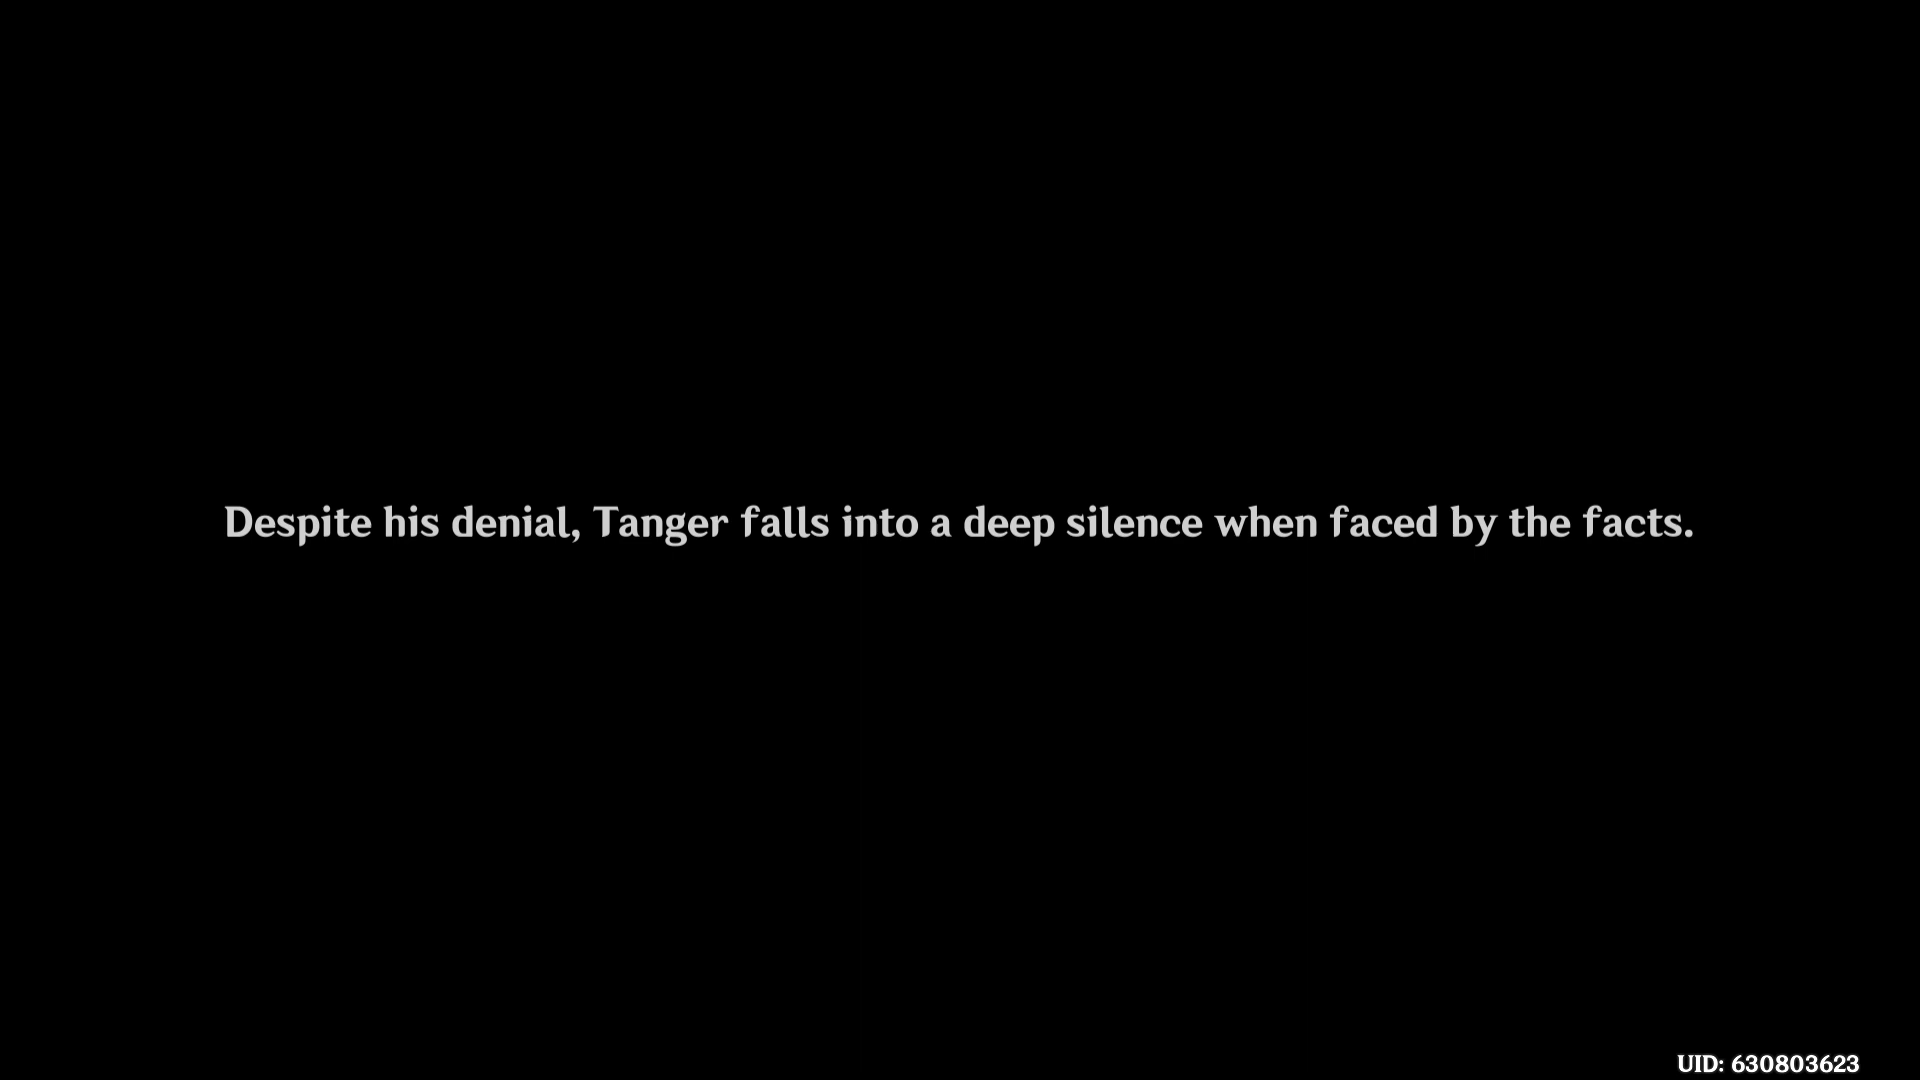 Despite his denial, Tanger falls into a deep silence when faced by the facts.
UID: 630803623